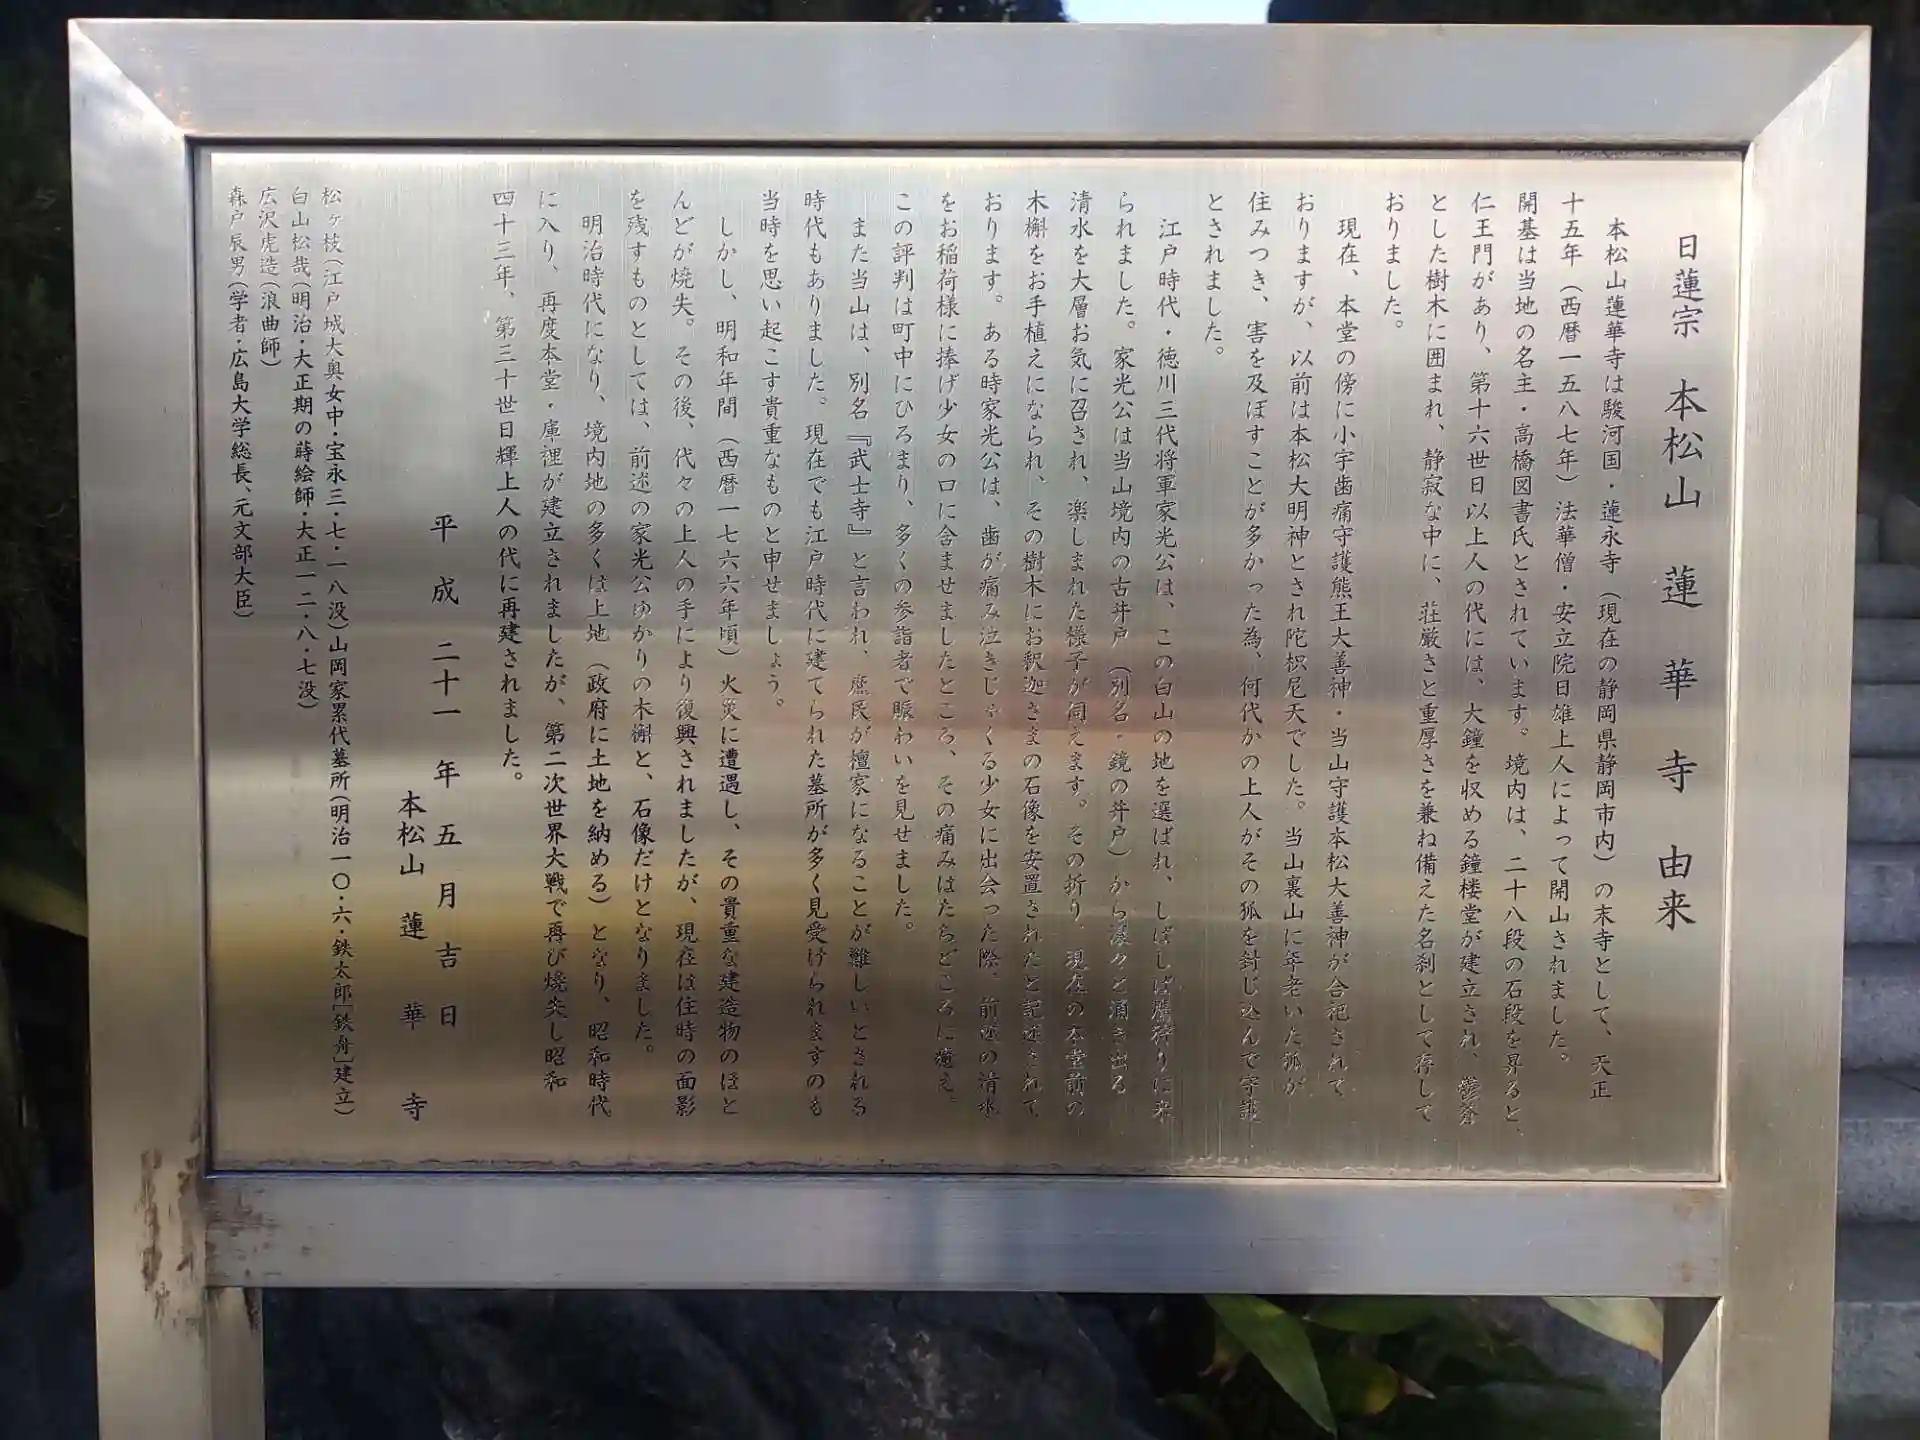 日蓮宗 本松山 蓮華寺 由来
本松山蓮華寺は駿河国・蓮永寺（現在の静岡県静岡市内）の末寺として、天正
十五年（西暦一五八七年）法華僧・安立院日雄上人によって開山されました。
開基は当地の名主・高橋図書氏とされています。境内は、二十八段の石段を昇ると、
仁王門があり、第十六世日以上人の代には、大鐘を収める鐘楼堂が建立され、鬱蒼
とした樹木に囲まれ、静寂な中に、荘厳さと重厚さを兼ね備えた名刹として存して
おりました。
現在、本堂の傍に小宇歯痛守護熊王大善神・当山守護本松大善神が合祀されて
おりますが、以前は本松大明神とされ陀枳尼天でした。当山裏山に年老いた狐が
住みつき、害を及ぼすことが多かった為、何代かの上人がその狐を封じ込んで守護
とされました。
江戸時代・徳川三代将軍家光公は、この白山の地を選ばれ、しばしば鷹狩りに来
られました。家光公は当山境内の古井戸（別名・鏡の井戸）から滾々と涌き出る
清水を大層お気に召され、楽しまれた様子が伺えます。その折り、現在の本堂前の
木槲をお手植えになられ、その樹木にお釈迦さまの石像を安置されたと記述されて
おります。ある時家光公は、歯が痛み泣きじゃくる少女に出会った際、前述の清水
をお稲荷様に捧げ少女の口に含ませましたところ、その痛みはたちどころに癒え、
この評判は町中にひろまり、多くの参詣者で賑わいを見せました。
また当山は、別名『武士寺』と言われ、庶民が檀家になることが難しいとされる
時代もありました。現在でも江戸時代に建てられた墓所が多く見受けられますのも
当時を思い起こす貴重なものと申せましょう。
しかし、明和年間（西暦一七六六年頃）火災に遭遇し、その貴重な建造物のほと
んどが焼失。その後、代々の上人の手により復興されましたが、現在は往時の面影
を残すものとしては、前述の家光公ゆかりの木槲と、石像だけとなりました。
明治時代になり、境内地の多くは上地（政府に土地を納める）となり、昭和時代
に入り、再度本堂・庫裡が建立されましたが、第二次世界大戦で再び焼失し昭和
四十三年、第三十世日輝上人の代に再建されました。
平成二十一年五月吉日
本松山 蓮華寺
松ヶ枝（江戸城大奥女中・宝永三・七・一八没）山岡家累代墓所（明治一〇・六・鉄太郎［鉄舟］建立）
白山松哉（明治・大正期の蒔絵師・大正一二・八・七没）
広沢虎造（浪曲師）
森戸辰男（学者・広島大学総長、元文部大臣）